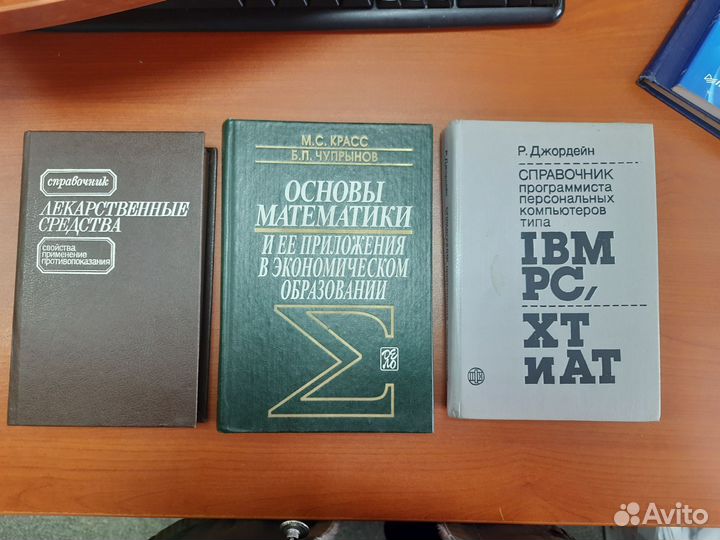 справочник
ЛЕКАРСТВЕННЫЕ
СРЕДСТВА
свойства
применение
противопоказания
М.С. КРАСС
Б.П. ЧУПРЫНОВ
ОСНОВЫ
МАТЕМАТИКИ
И ЕЕ ПРИЛОЖЕНИЯ
В ЭКОНОМИЧЕСКОМ
ОБРАЗОВАНИИ
ДЕЛО
Р. Джордейн
СПРАВОЧНИК
программиста
персональных
компьютеров
типа
IBM
PC,
XT
и AT
Avito